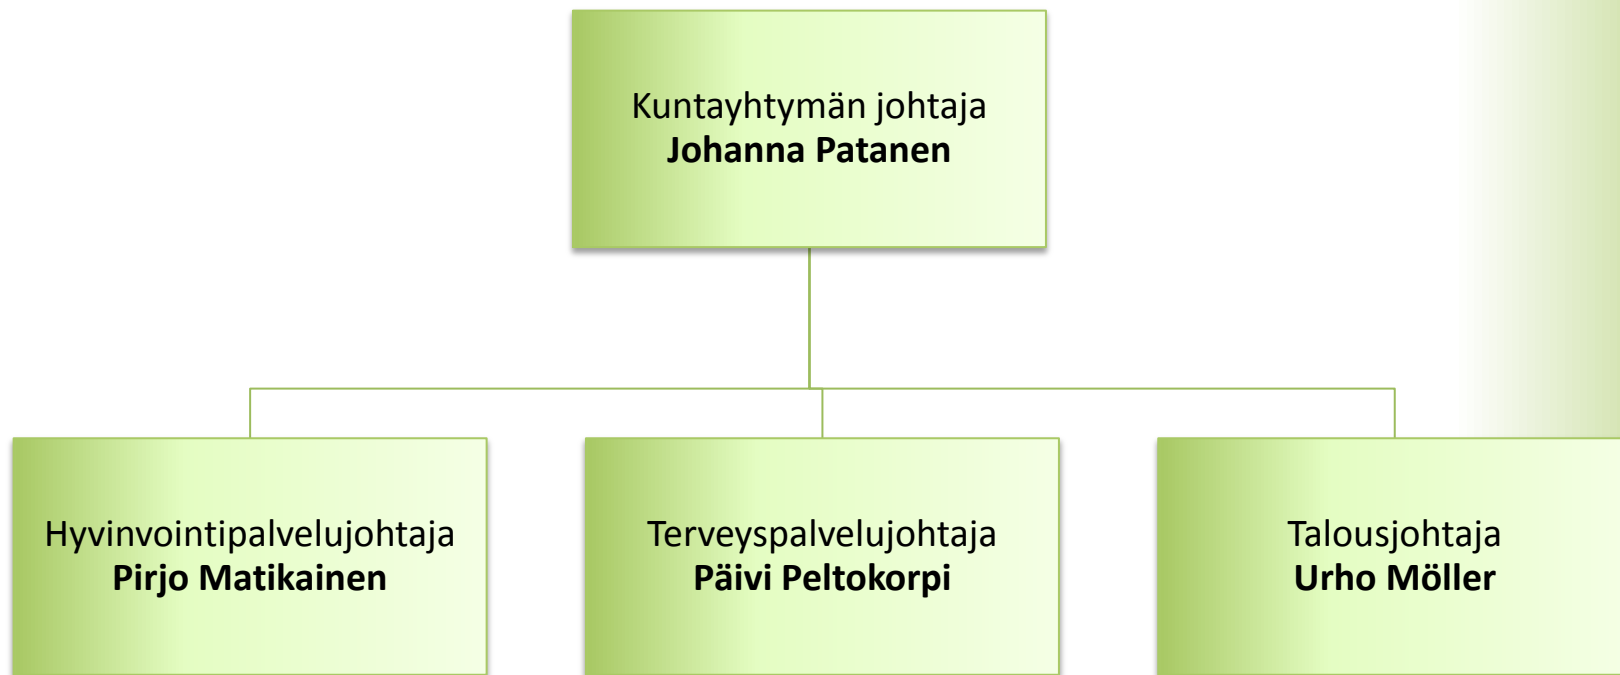 Kuntayhtymän johtaja
Johanna Patanen
Hyvinvointipalvelujohtaja
Pirjo Matikainen
Terveyspalvelujohtaja
Päivi Peltokorpi
Talousjohtaja
Urho Möller